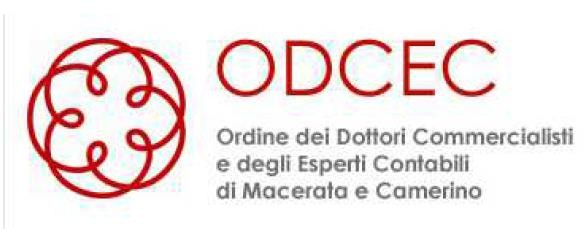 ODCEC
Ordine dei Dottori Commercialisti
e degli Esperti Contabili
di Macerata e Camerino